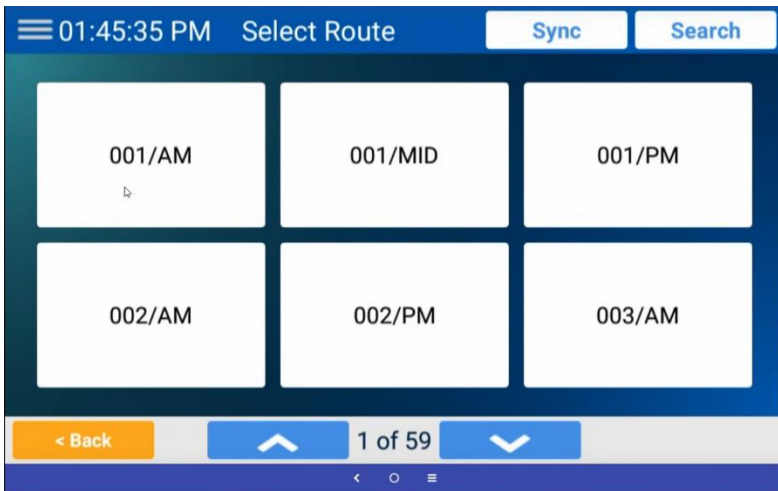 01:45:35 PM Select Route Sync Search
001/AM 001/MID 001/PM
002/AM 002/PM 003/AM
< Back 1 of 59